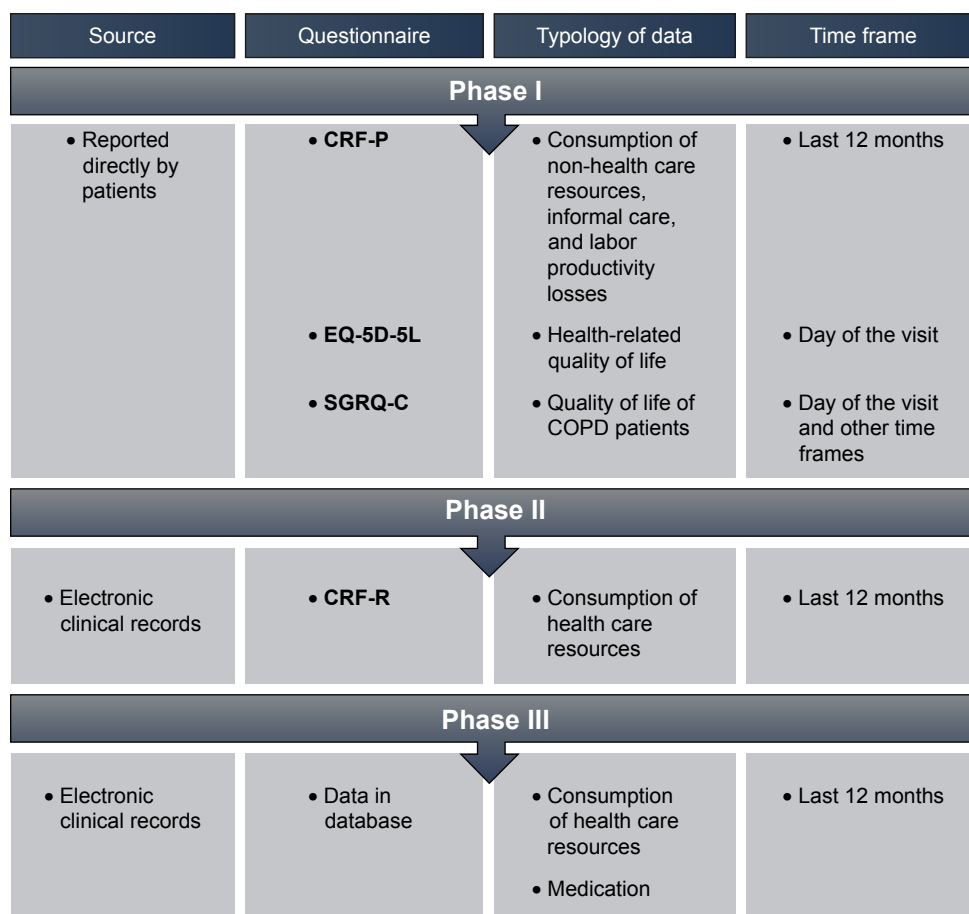 Source
Questionnaire
Typology of data
Time frame
Phase I
• Reported
directly by
patients
• CRF-P
• Consumption of
non-health care
resources,
informal care,
and labor
productivity
losses
• Last 12 months
• EQ-5D-5L
• Health-related
quality of life
• Day of the visit
• SGRQ-C
• Quality of life of
COPD patients
• Day of the visit
and other time
frames
Phase II
• Electronic
clinical records
• CRF-R
• Consumption of
health care
resources
• Last 12 months
Phase III
• Electronic
clinical records
• Data in
database
• Consumption
of health care
resources
• Medication
• Last 12 months